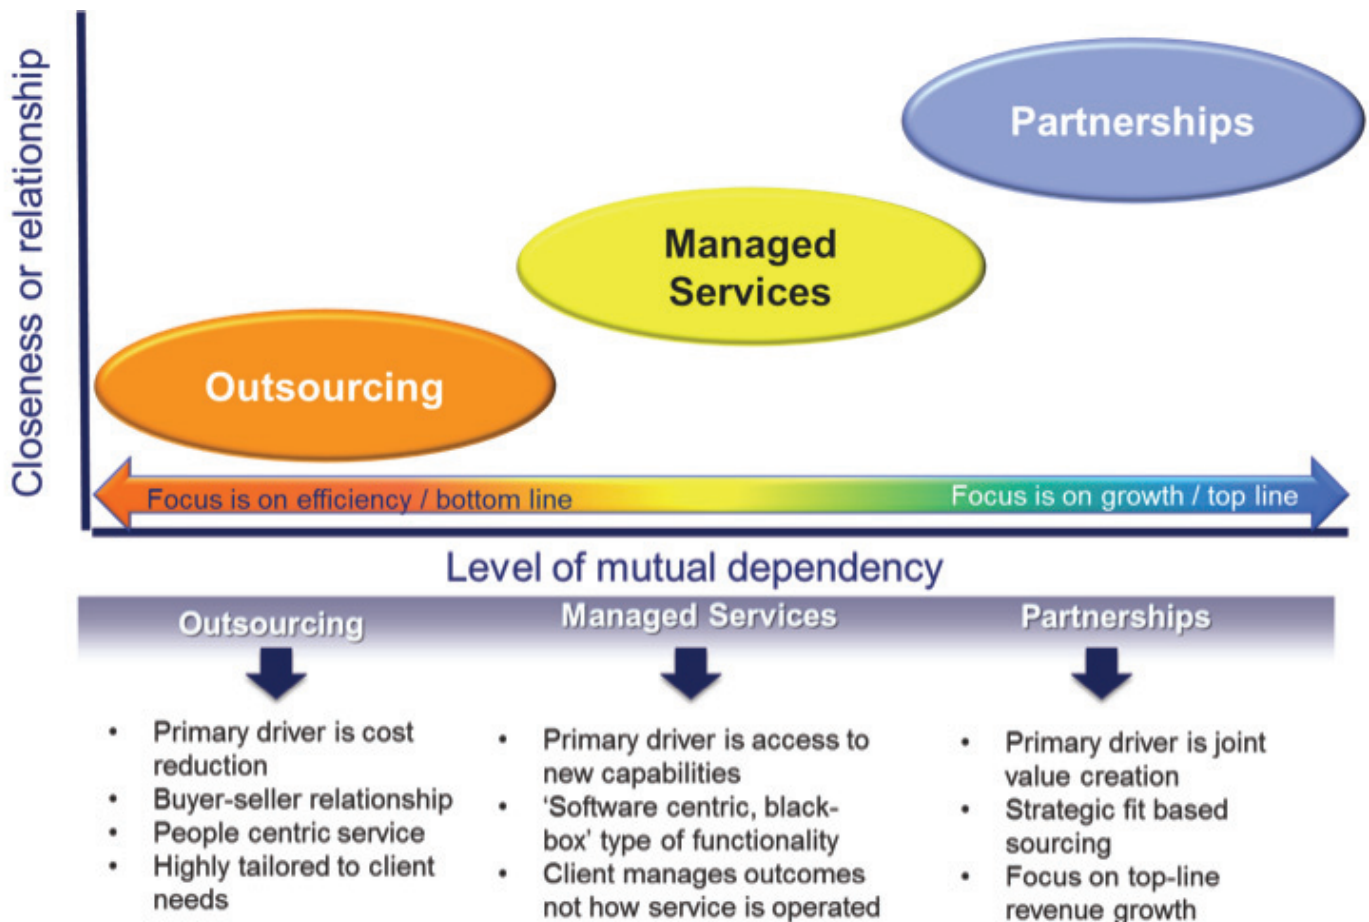 Closeness or relationship
Partnerships
Managed
Services
Outsourcing
Focus is on efficiency / bottom line
Focus is on growth / top line
Level of mutual dependency
Outsourcing
Managed Services
Partnerships
• Primary driver is cost
reduction
• Buyer-seller relationship
• People centric service
• Highly tailored to client
needs
• Primary driver is access to
new capabilities
• ‘Software centric, black-
box’ type of functionality
• Client manages outcomes
not how service is operated
• Primary driver is joint
value creation
• Strategic fit based
sourcing
• Focus on top-line
revenue growth